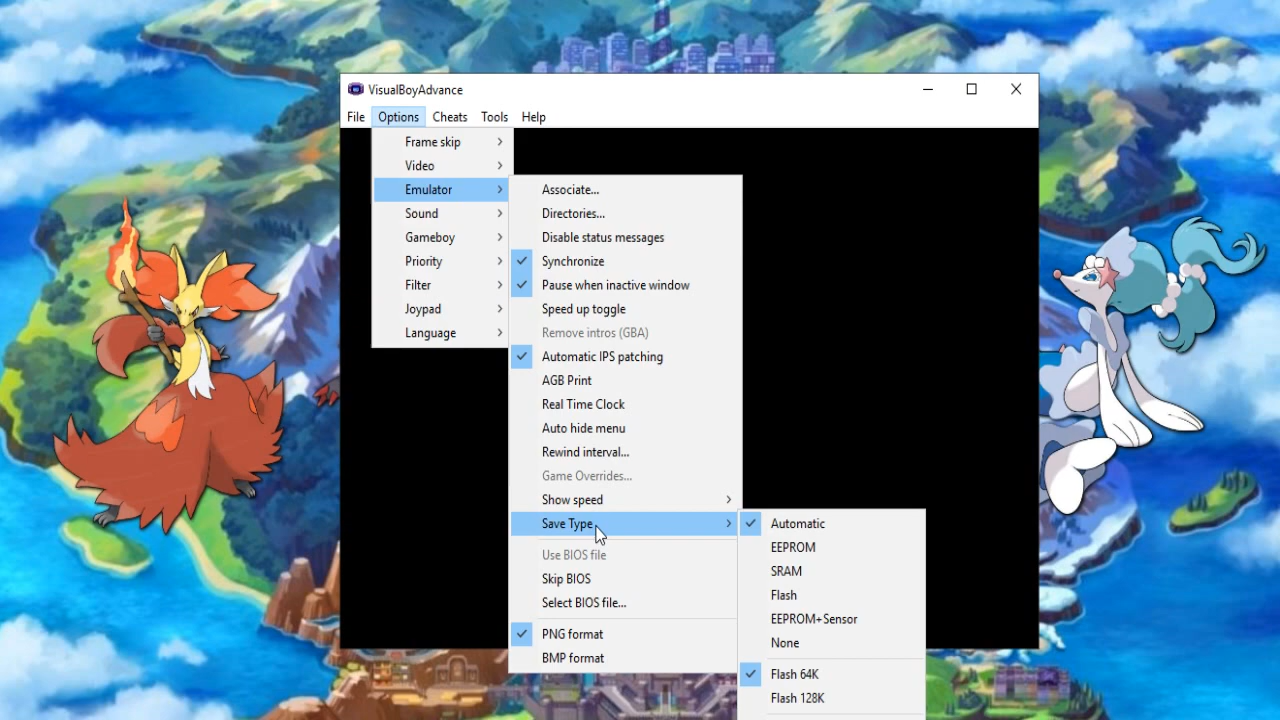 VisualBoyAdvance
File Options Cheats Tools Help
Frame skip
Video
Emulator
Sound
Gameboy
Priority
Filter
Joypad
Language
Associate...
Directories...
Disable status messages
Synchronize
Pause when inactive window
Speed up toggle
Remove intros (GBA)
Automatic IPS patching
AGB Print
Real Time Clock
Auto hide menu
Rewind interval...
Game Overrides...
Show speed
Save Type
Use BIOS file
Skip BIOS
Select BIOS file...
PNG format
BMP format
Automatic
EEPROM
SRAM
Flash
EEPROM+Sensor
None
Flash 64K
Flash 128K